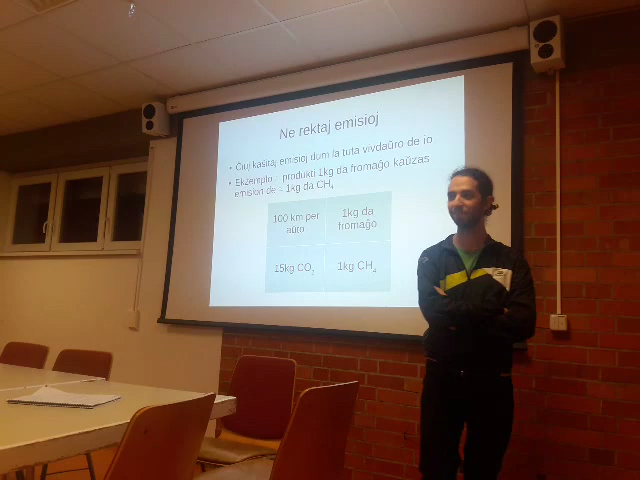 Ne rektaj emisioj
• Ĉiuj kaŝitaj emisioj dum la tuta vivdaŭro de io
• Ekzemplo : produkti 1kg da fromaĝo kaŭzas
emision de ≈ 1kg da CH₄
100 km per
aŭto
1kg da
fromaĝo
15kg CO₂
1kg CH₄